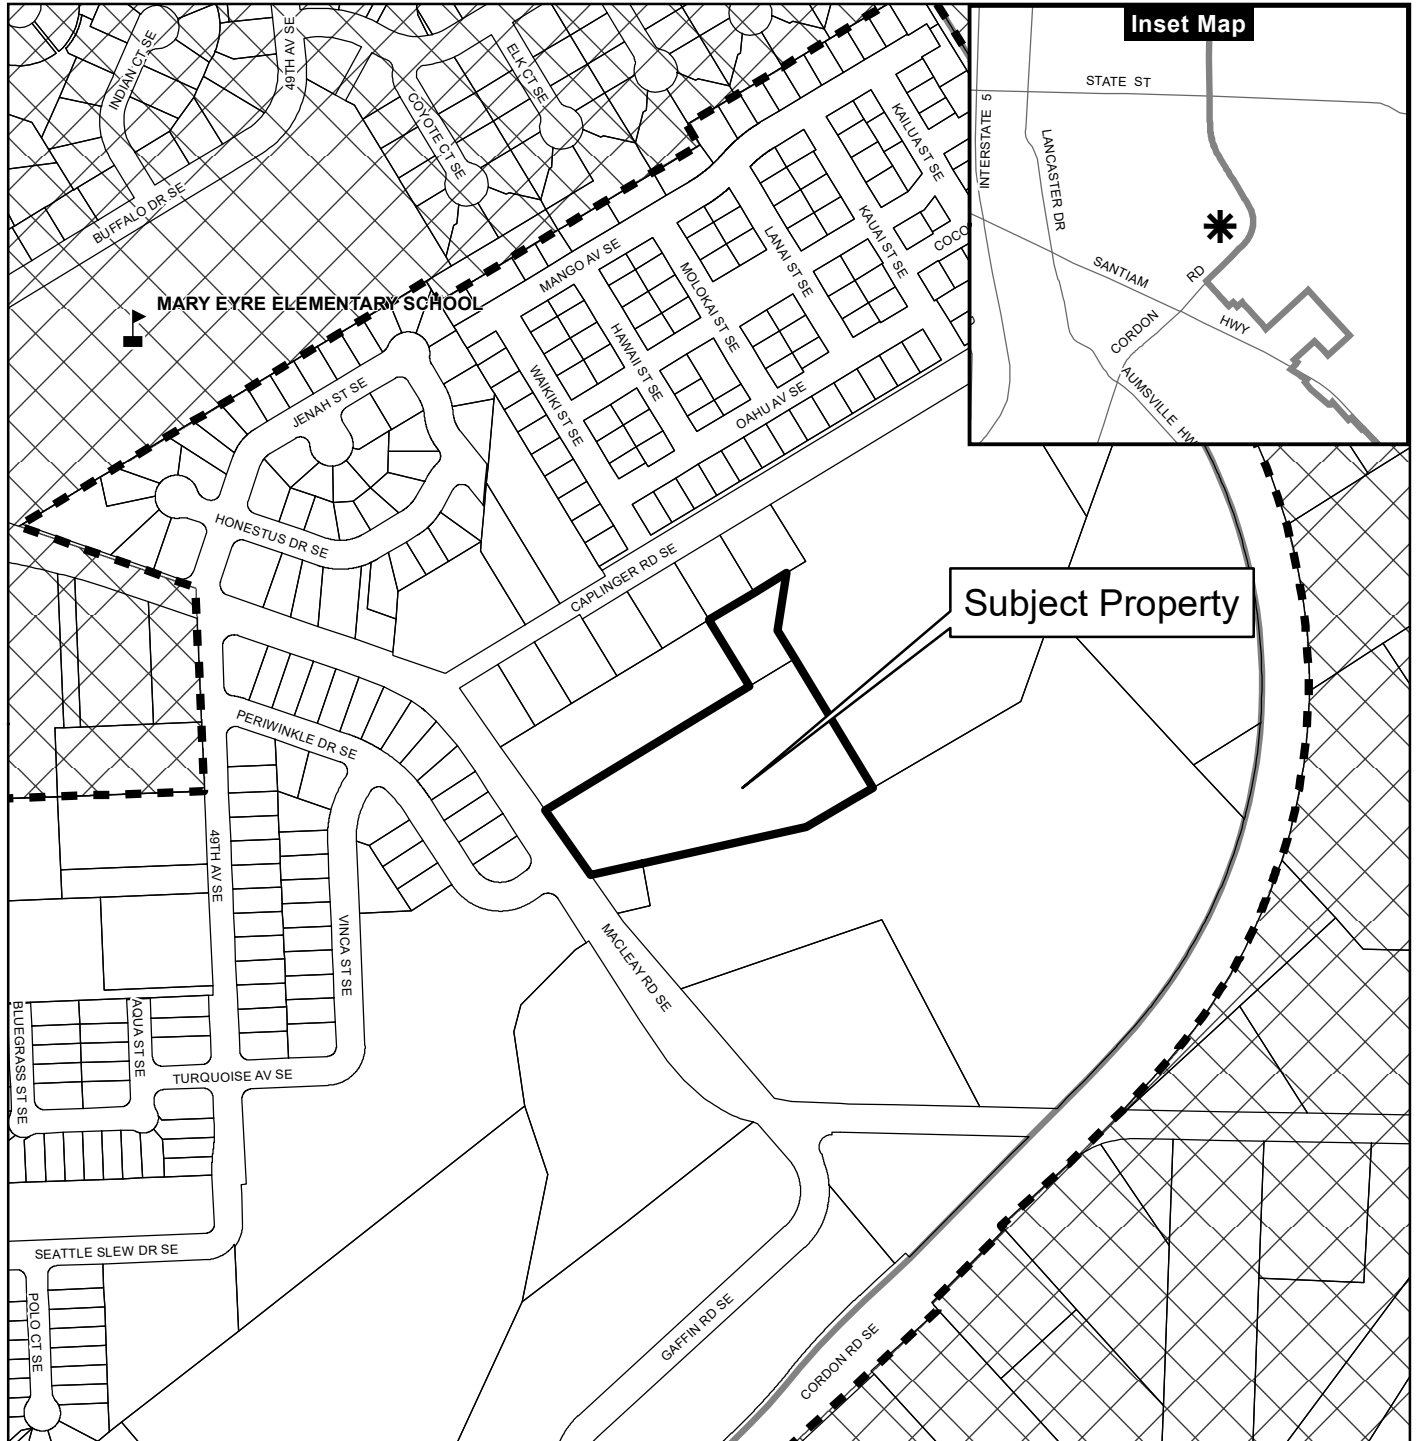 Inset Map
STATE ST
INTERSTATE 5
LANCASTER DR
SANTIAM
HWY
CORDON
RD
AUMSVILLE HW
INDIAN CT SE
49TH AV SE
ELK CT SE
COYOTE CT SE
BUFFALO DR SE
MARY EYRE ELEMENTARY SCHOOL
KAILUA ST SE
KAUAI ST SE
COCO
LANAI ST SE
MANGO AV SE
MOLOKAI ST SE
HAWAII ST SE
WAIKIKI ST SE
OAHU AV SE
JENAH ST SE
HONESTUS DR SE
CAPLINGER RD SE
Subject Property
PERIWINKLE DR SE
49TH AV SE
VINCA ST SE
MACLEAY RD SE
BLUEGRASS ST SE
AQUA ST SE
TURQUOISE AV SE
SEATTLE SLEW DR SE
POLO CT SE
GAFFIN RD SE
CORDON RD SE